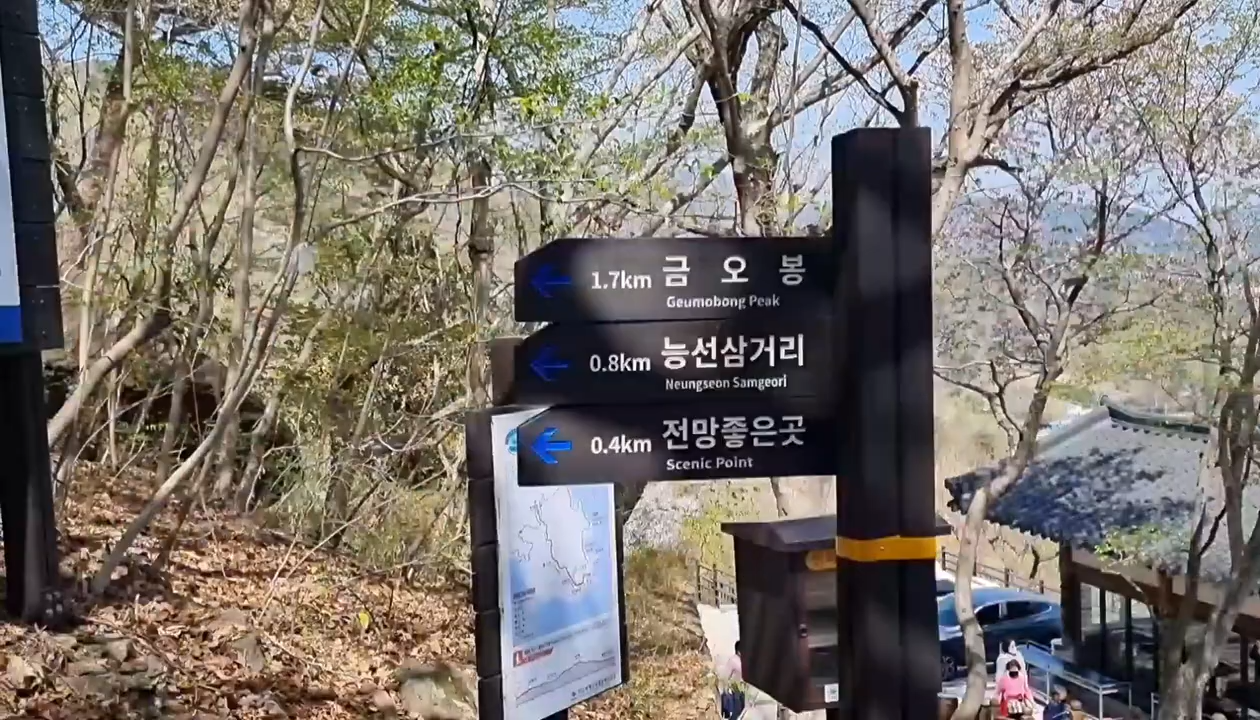 1.7km 금 오 봉
Geumobong Peak
0.8km 능선삼거리
Neungseon Samgeori
0.4km 전망좋은곳
Scenic Point